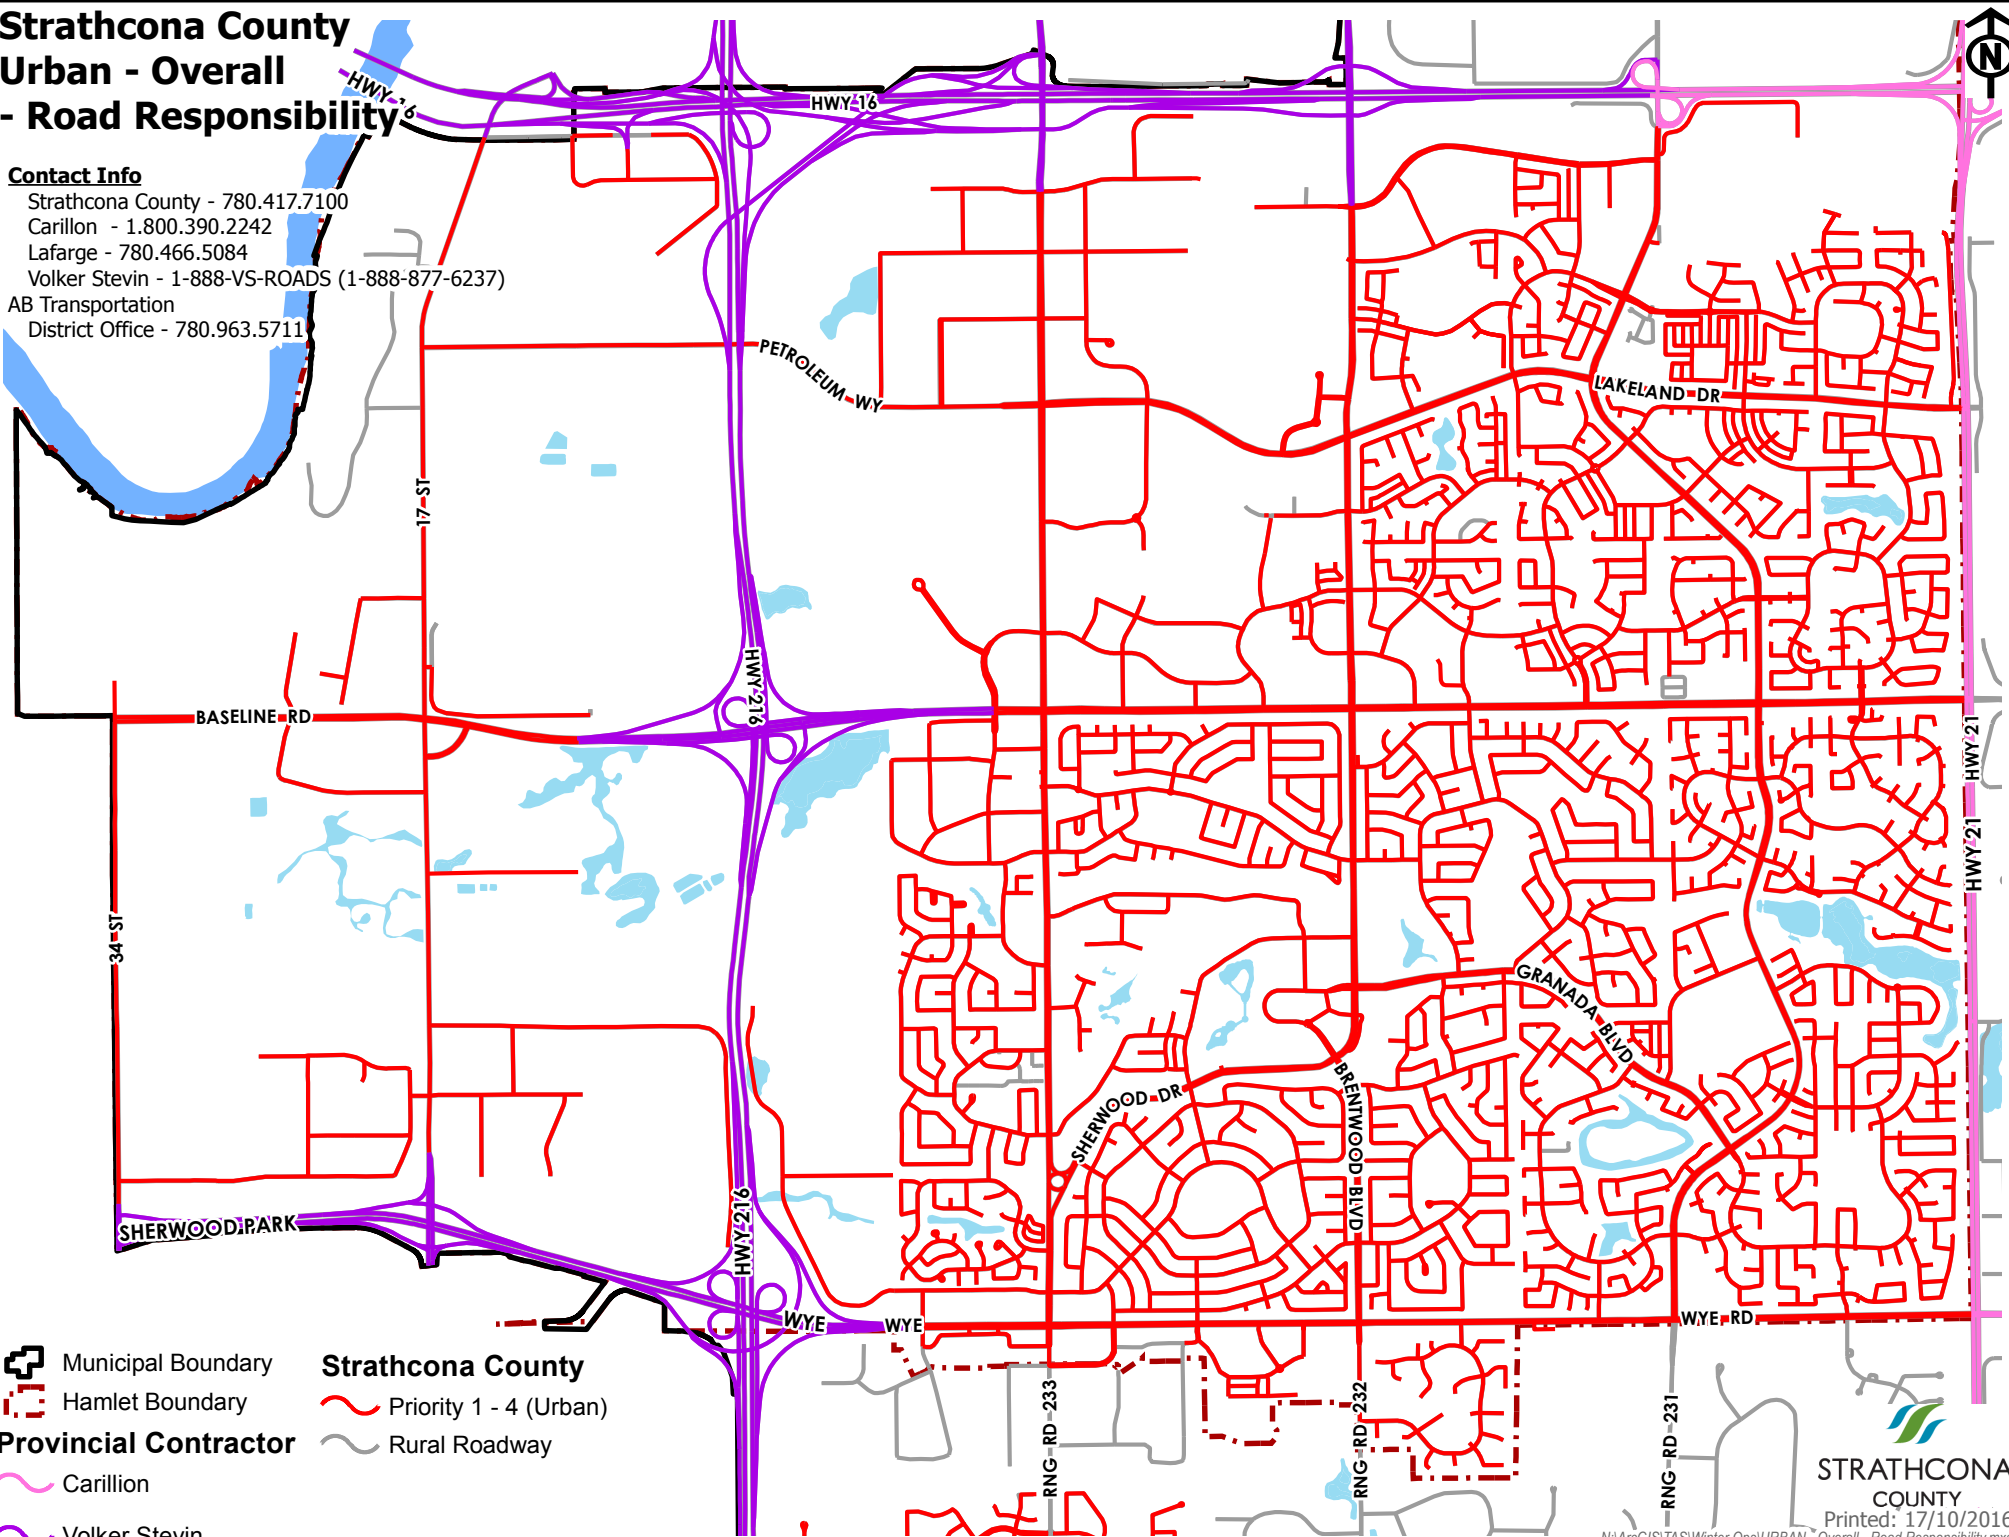 Strathcona County
Urban - Overall
- Road Responsibility
Contact Info
Strathcona County - 780.417.7100
Carillon - 1.800.390.2242
Lafarge - 780.466.5084
Volker Stevin - 1-888-VS-ROADS (1-888-877-6237)
AB Transportation
District Office - 780.963.5711
N
HWY 16
HWY 16
PETROLEUM WY
LAKELAND DR
17 ST
HWY 216
BASELINE RD
HWY 21
HWY 21
34 ST
GRANADA BLVD
SHERWOOD DR
BRENTWOOD BLVD
SHERWOOD PARK
HWY 216
WYE
WYE
WYE RD
RNG RD 233
RNG RD 232
RNG RD 231
Municipal Boundary
Hamlet Boundary
Provincial Contractor
Carillion
Volker Stevin
Strathcona County
Priority 1 - 4 (Urban)
Rural Roadway
STRATHCONA
COUNTY
Printed: 17/10/2016